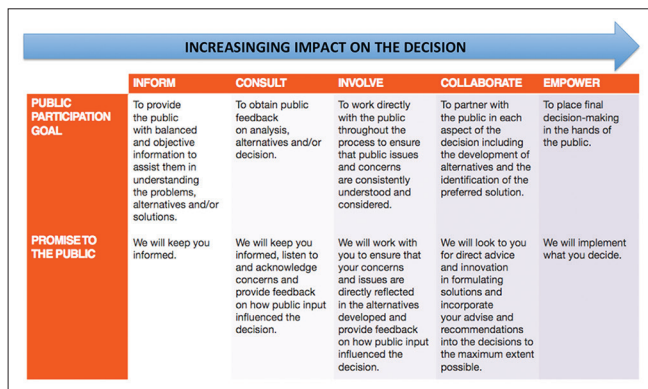 INCREASINGING IMPACT ON THE DECISION
INFORM
CONSULT
INVOLVE
COLLABORATE
EMPOWER
PUBLIC
PARTICIPATION
GOAL
To provide
the public
with balanced
and objective
information to
assist them in
understanding
the problems,
alternatives and/or
solutions.
To obtain public
feedback
on analysis,
alternatives and/or
decision.
To work directly
with the public
throughout the
process to ensure
that public issues
and concerns
are consistently
understood and
considered.
To partner with
the public in each
aspect of the
decision including
the development of
alternatives and the
identification of the
preferred solution.
To place final
decision-making
in the hands of
the public.
PROMISE TO
THE PUBLIC
We will keep you
informed.
We will keep you
informed, listen to
and acknowledge
concerns and
provide feedback
on how public input
influenced the
decision.
We will work with
you to ensure that
your concerns
and issues are
directly reflected
in the alternatives
developed and
provide feedback
on how public input
influenced the
decision.
We will look to you
for direct advice
and innovation
in formulating
solutions and
incorporate
your advise and
recommendations
into the decisions to
the maximum extent
possible.
We will implement
what you decide.